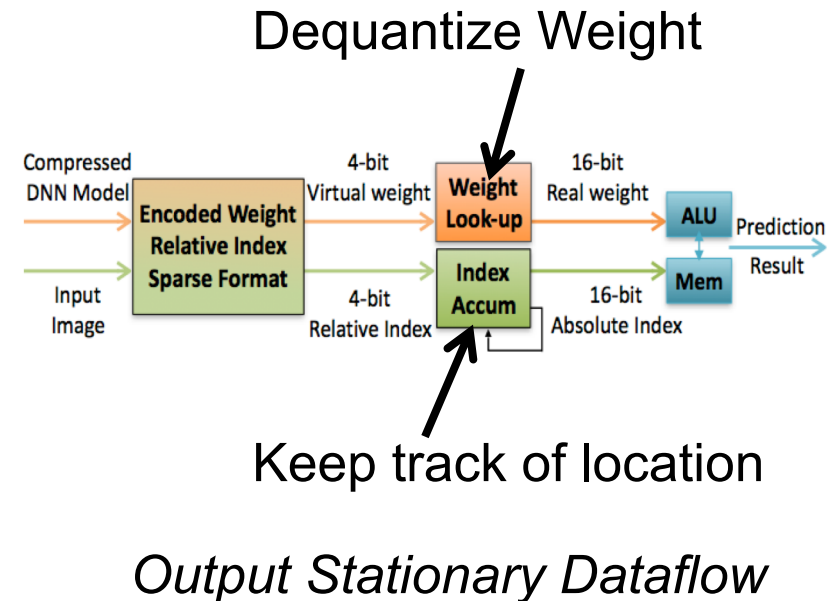 Dequantize Weight
Compressed
DNN Model
Encoded Weight
Relative Index
Sparse Format
4-bit
Virtual weight
Weight
Look-up
16-bit
Real weight
ALU
Prediction
Result
Input
Image
4-bit
Relative Index
Index
Accum
16-bit
Absolute Index
Mem
Keep track of location
Output Stationary Dataflow